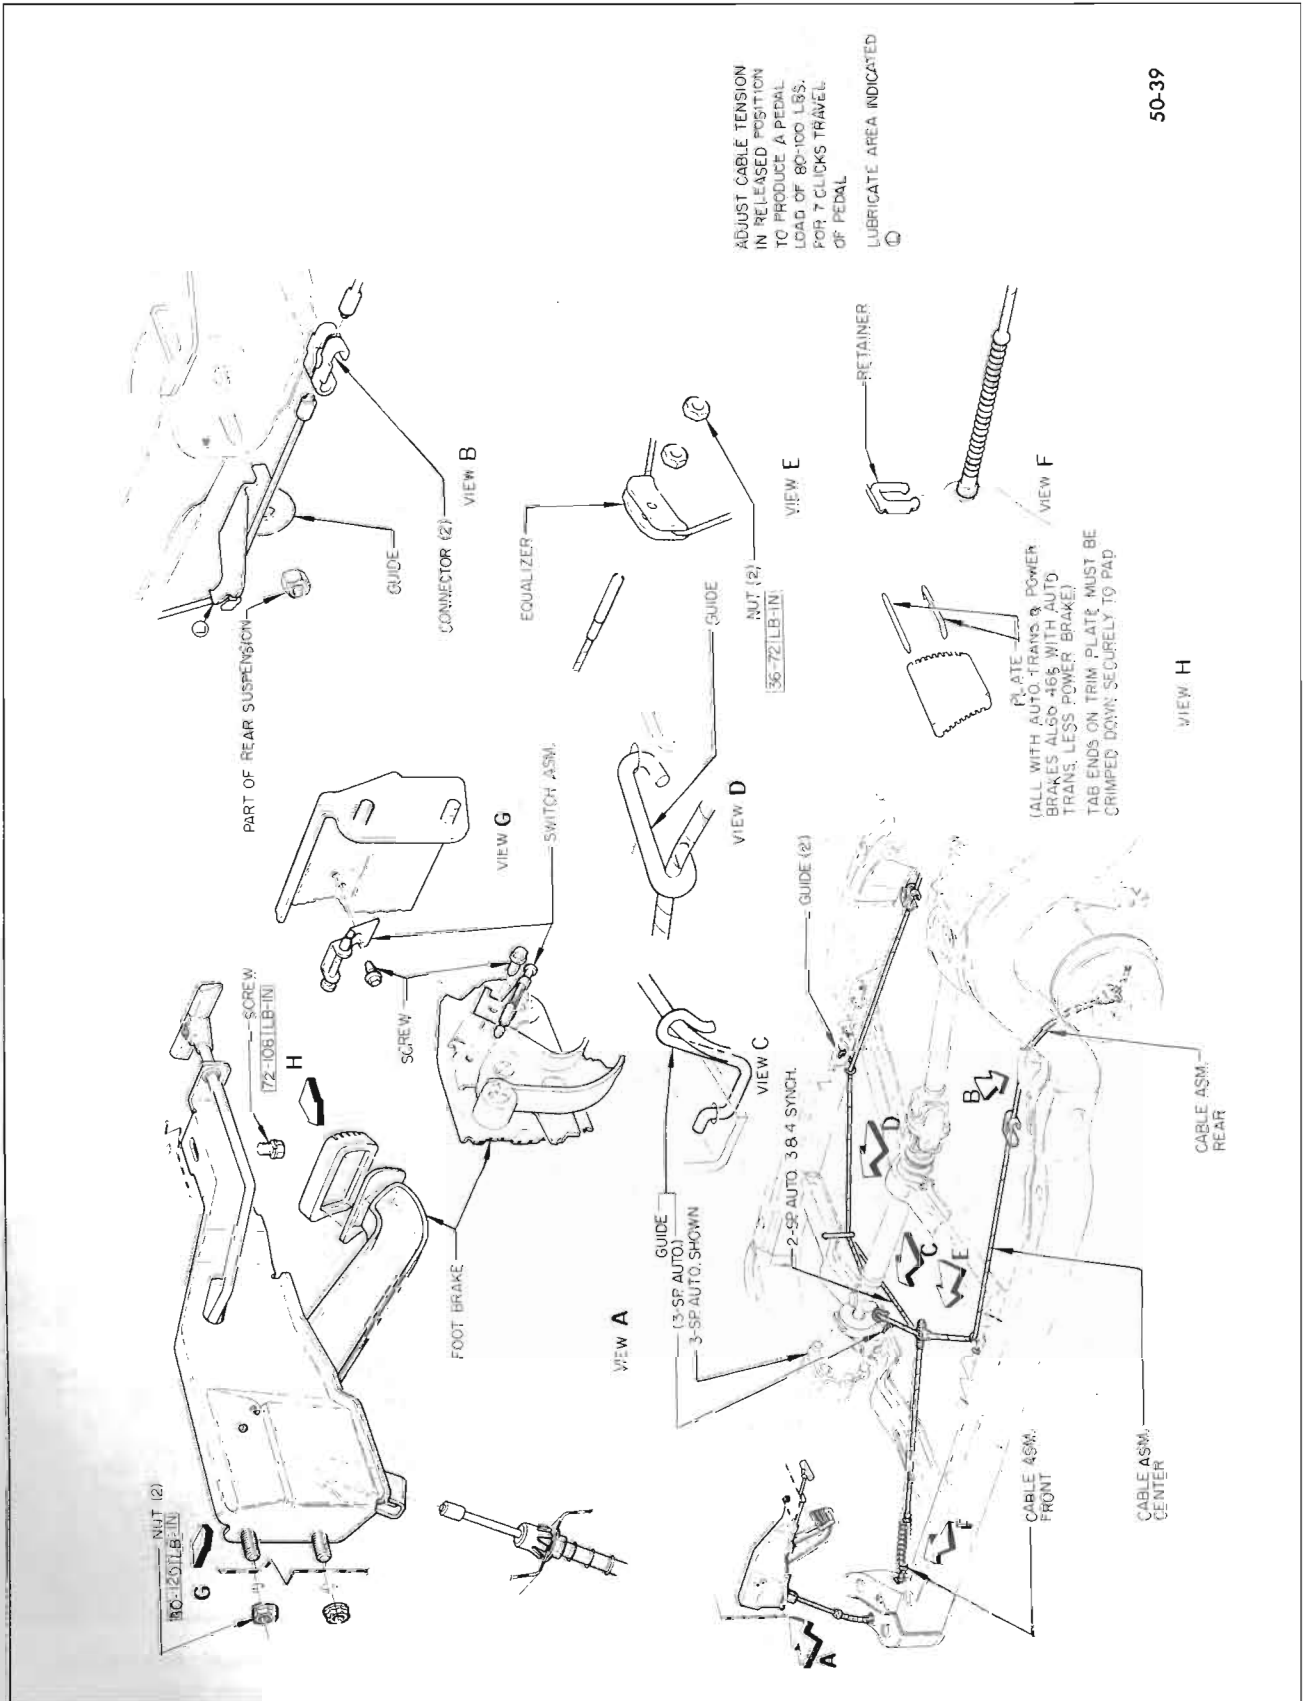 NUT (2)
LB-IN
G
SCREW
72-108 LB-IN
H
FOOT BRAKE
VIEW A
SCREW
SWITCH ASM.
VIEW G
PART OF REAR SUSPENSION
L
GUIDE
CONNECTOR (2)
VIEW B
GUIDE
(3-SP. AUTO.)
3-SP. AUTO. SHOWN
VIEW C
VIEW D
GUIDE
EQUALIZER
NUT (2)
36-72 LB-IN
VIEW E
ADJUST CABLE TENSION
IN RELEASED POSITION
TO PRODUCE A PEDAL
LOAD OF 80-100 LBS.
FOR 7 CLICKS TRAVEL
OF PEDAL
LUBRICATE AREA INDICATED
L
2-SP. AUTO. 3 & 4 SYNCH.
GUIDE (2)
A
F
C
E
D
B
CABLE ASM.
FRONT
CABLE ASM.
CENTER
CABLE ASM.
REAR
RETAINER
VIEW F
PLATE
(ALL WITH AUTO. TRANS. & POWER
BRAKES ALSO 466 WITH AUTO
TRANS. LESS POWER BRAKE)
TAB ENDS ON TRIM PLATE MUST BE
CRIMPED DOWN SECURELY TO PAD
VIEW H
50-39